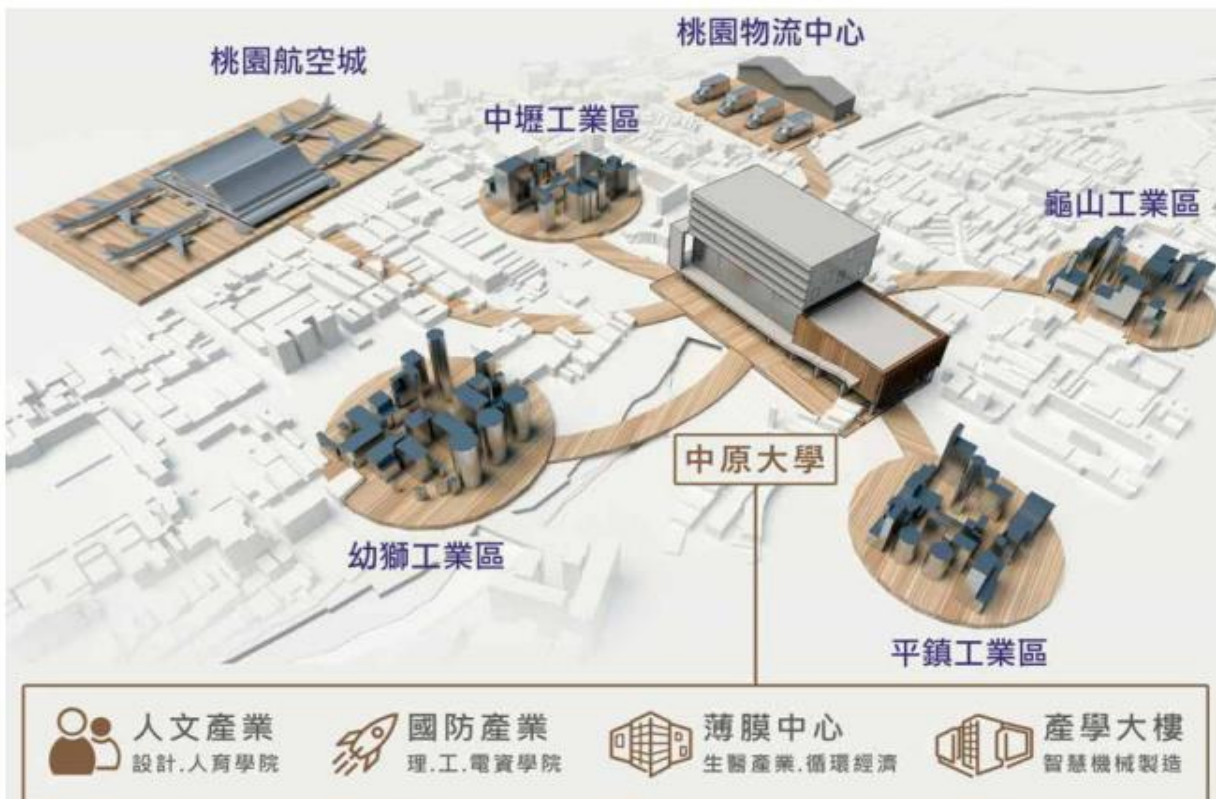 桃園物流中心
桃園航空城
中壢工業區
龜山工業區
中原大學
幼獅工業區
平鎮工業區
人文產業
設計.人育學院
國防產業
理.工.電資學院
薄膜中心
生醫產業.循環經濟
產學大樓
智慧機械製造